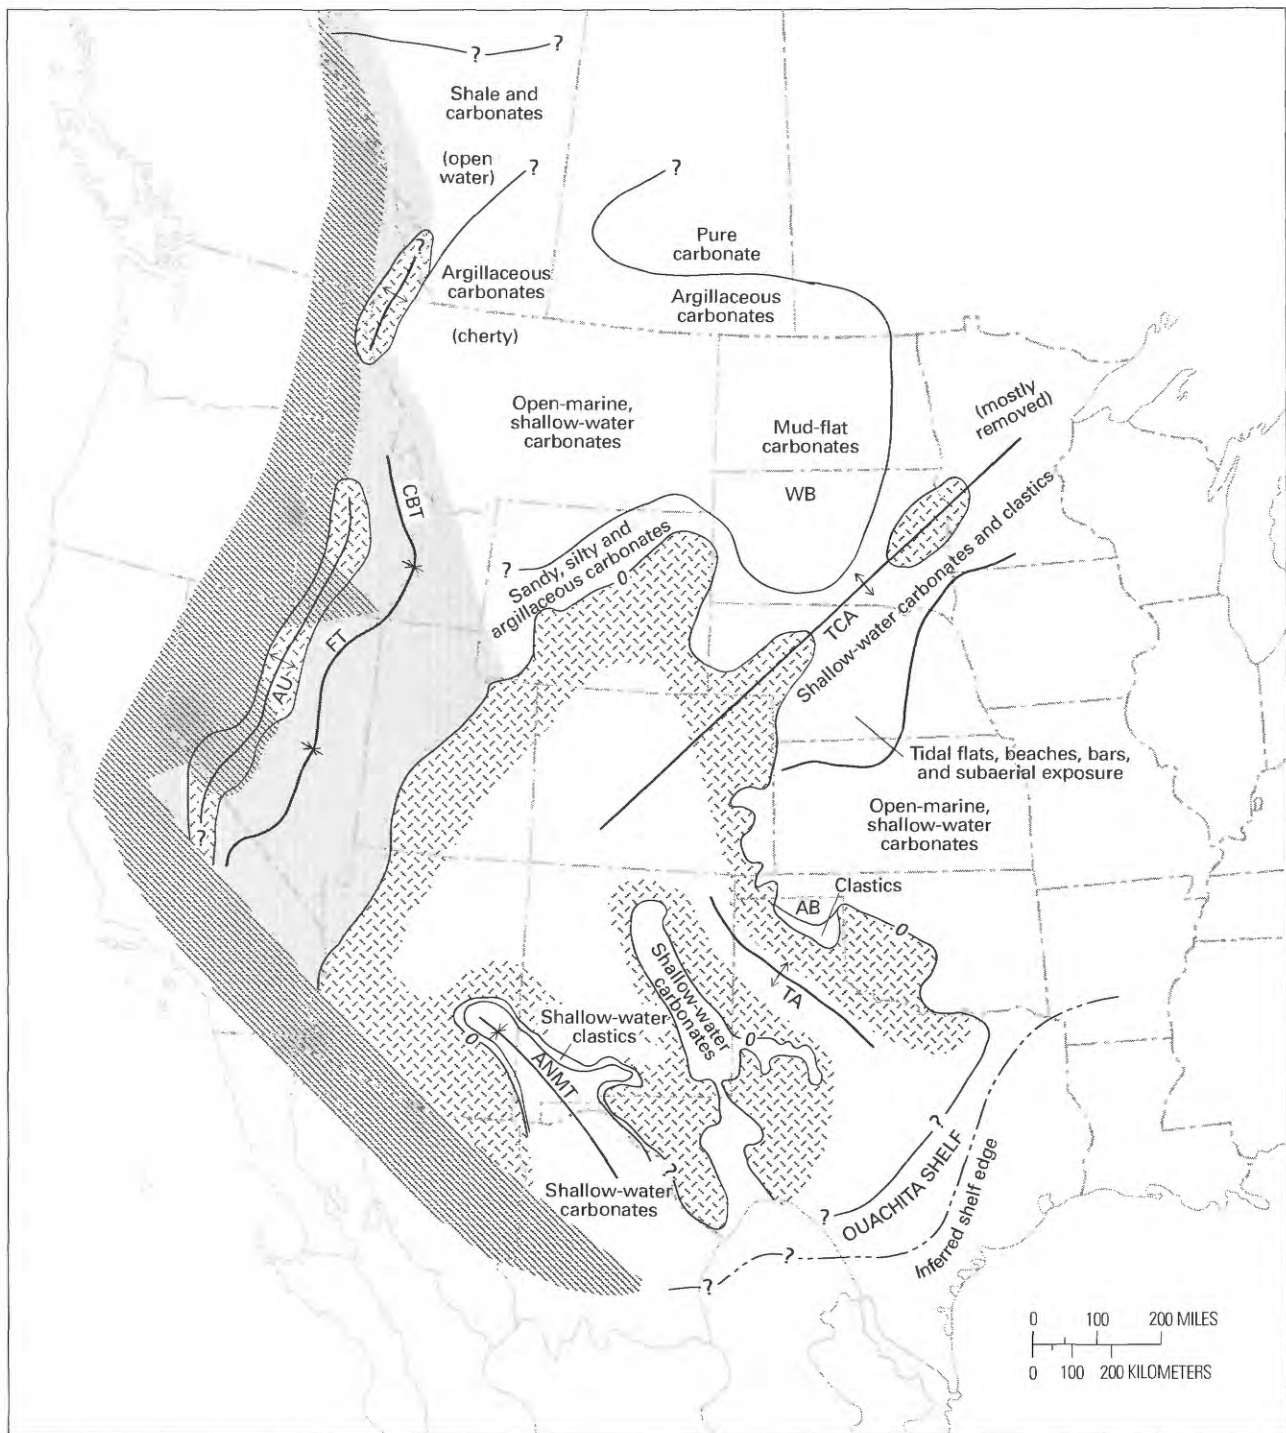 ?
?
Shale and
carbonates
(open
water)
?
?
?
Pure
carbonate
Argillaceous
carbonates
Argillaceous
carbonates
(cherty)
Open-marine,
shallow-water
carbonates
Mud-flat
carbonates
(mostly
removed)
WB
CBT
?
Sandy, silty and
argillaceous carbonates
0
TCA
Shallow-water carbonates and clastics
FT
AU
Tidal flats, beaches, bars,
and subaerial exposure
Open-marine,
shallow-water
carbonates
?
Clastics
AB
0
Shallow-water
carbonates
TA
Shallow-water
clastics
0
0
ANMT
?
?
Shallow-water
carbonates
?
OUACHITA SHELF
Inferred shelf edge
?
?
0 100 200 MILES
0 100 200 KILOMETERS